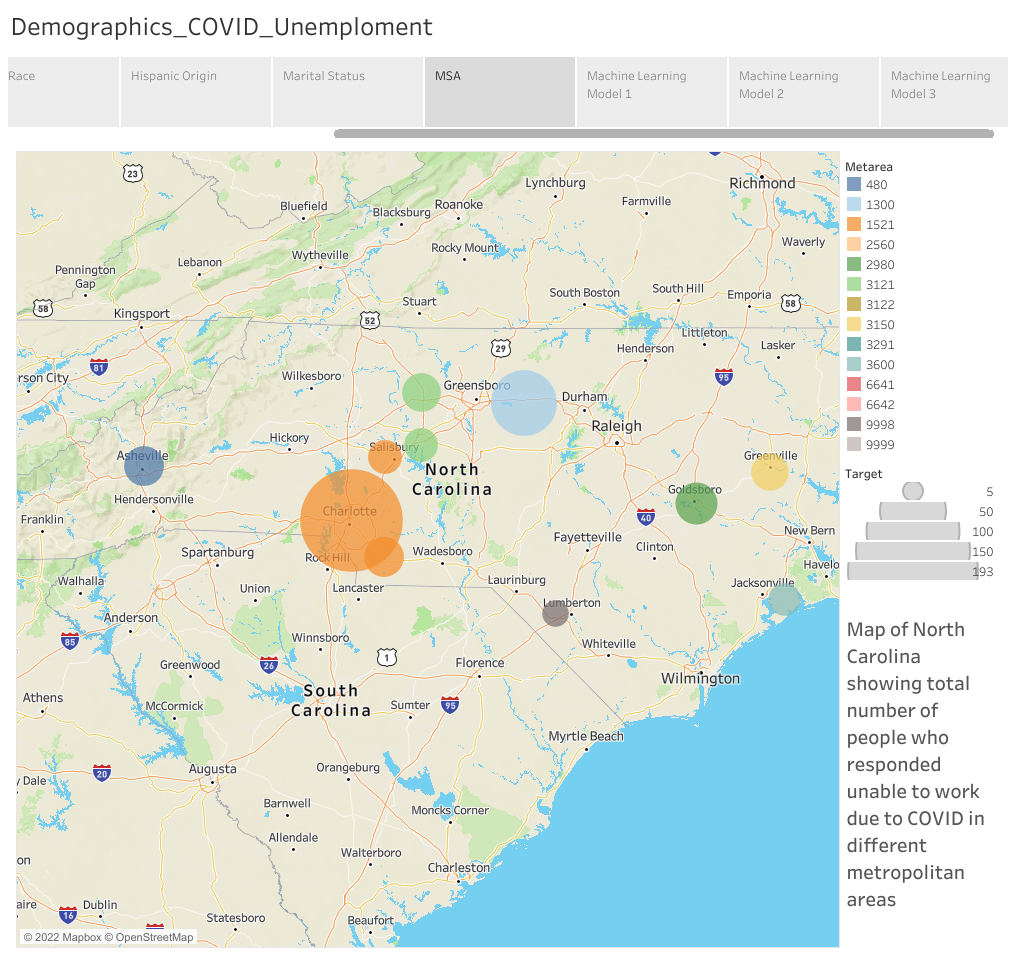 Demographics_COVID_Unemploment
Race
Hispanic Origin
Marital Status
MSA
Machine Learning
Model 1
Machine Learning
Model 2
Machine Learning
Model 3
23
Lynchburg
Richmond
Bluefield
Blacksburg
Roanoke
Farmville
Rocky Mount
Waverly
Pennington
Gap
Lebanon
Wytheville
58
Kingsport
52
Stuart
South Boston
South Hill
Emporia
58
Littleton
29
Henderson
Lasker
81
rson City
Wilkesboro
Greensboro
Durham
95
Raleigh
Hickory
Salisbury
Asheville
Greenville
North
Carolina
Hendersonville
Goldsboro
Charlotte
Franklin
40
New Bern
Fayetteville
Clinton
Spartanburg
Rock Hill
Wadesboro
Havelo
Walhalla
Union
Lancaster
Laurinburg
Jacksonville
Lumberton
Anderson
85
Winnsboro
Whiteville
26
1
Greenwood
Florence
Wilmington
Athens
McCormick
South
Carolina
Sumter
95
Myrtle Beach
20
y Dale
Augusta
Orangeburg
Barnwell
Moncks Corner
Allendale
on
Walterboro
Charleston
aire
16
Dublin
Statesboro
Beaufort
© 2022 Mapbox © OpenStreetMap
Metarea
480
1300
1521
2560
2980
3121
3122
3150
3291
3600
6641
6642
9998
9999
Target
5
50
100
150
193
Map of North
Carolina
showing total
number of
people who
responded
unable to work
due to COVID in
different
metropolitan
areas